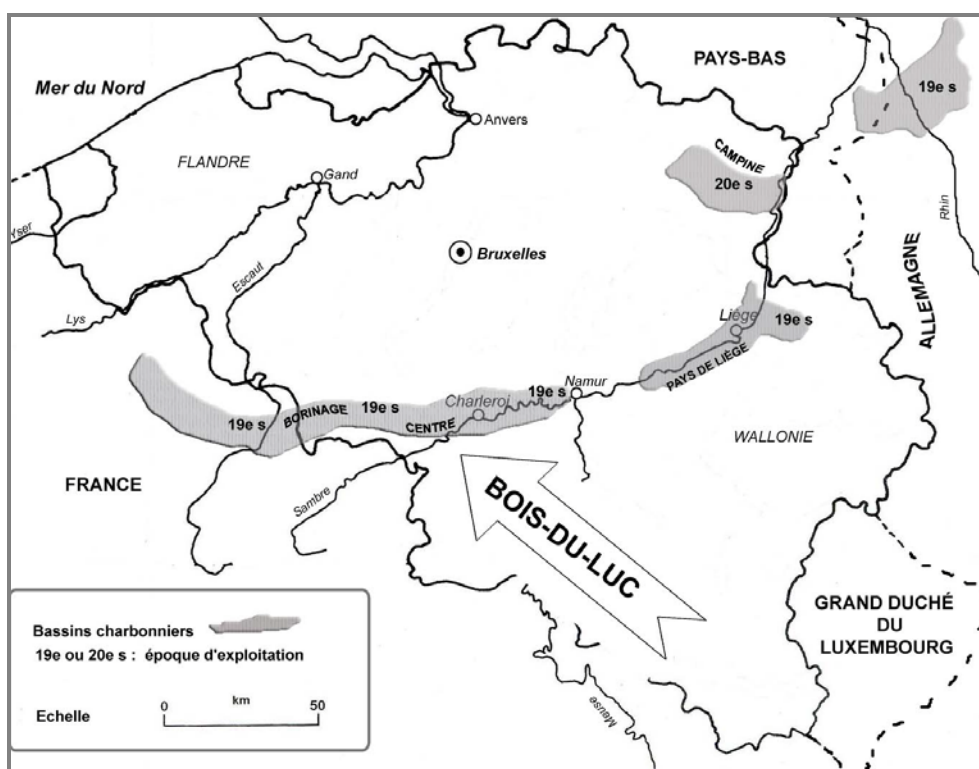 Mer du Nord
PAYS-BAS
19e s
Anvers
FLANDRE
Gand
CAMPINE
20e s
Rhin
Yser
Escaut
Bruxelles
Lys
ALLEMAGNE
Liège
19e s
PAYS DE LIÈGE
19e s
BORINAGE
19e s
Charleroi
CENTRE
19e s
Namur
WALLONIE
FRANCE
Sambre
BOIS-DU-LUC
GRAND DUCHÉ
DU
LUXEMBOURG
Meuse
Bassins charbonniers
19e ou 20e s : époque d'exploitation
Echelle
0 km 50